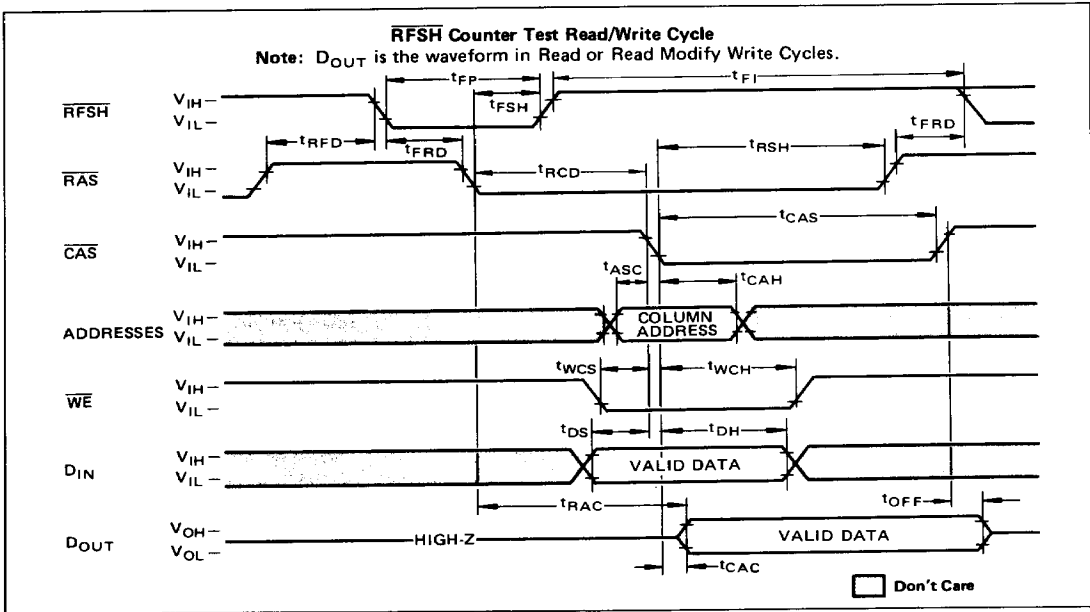 RFSH Counter Test Read/Write Cycle
Note: DOUT is the waveform in Read or Read Modify Write Cycles.
tFP
tFI
tFSH
RFSH
VIH
VIL
tRFD
tFRD
tFRD
tRSH
RAS
VIH
VIL
tRCD
tCAS
CAS
VIH
VIL
tASC
tCAH
ADDRESSES
VIH
VIL
COLUMN
ADDRESS
tWCS
tWCH
WE
VIH
VIL
tDS
tDH
DIN
VIH
VIL
VALID DATA
tRAC
tOFF
DOUT
VOH
VOL
HIGH-Z
VALID DATA
tCAC
Don't Care